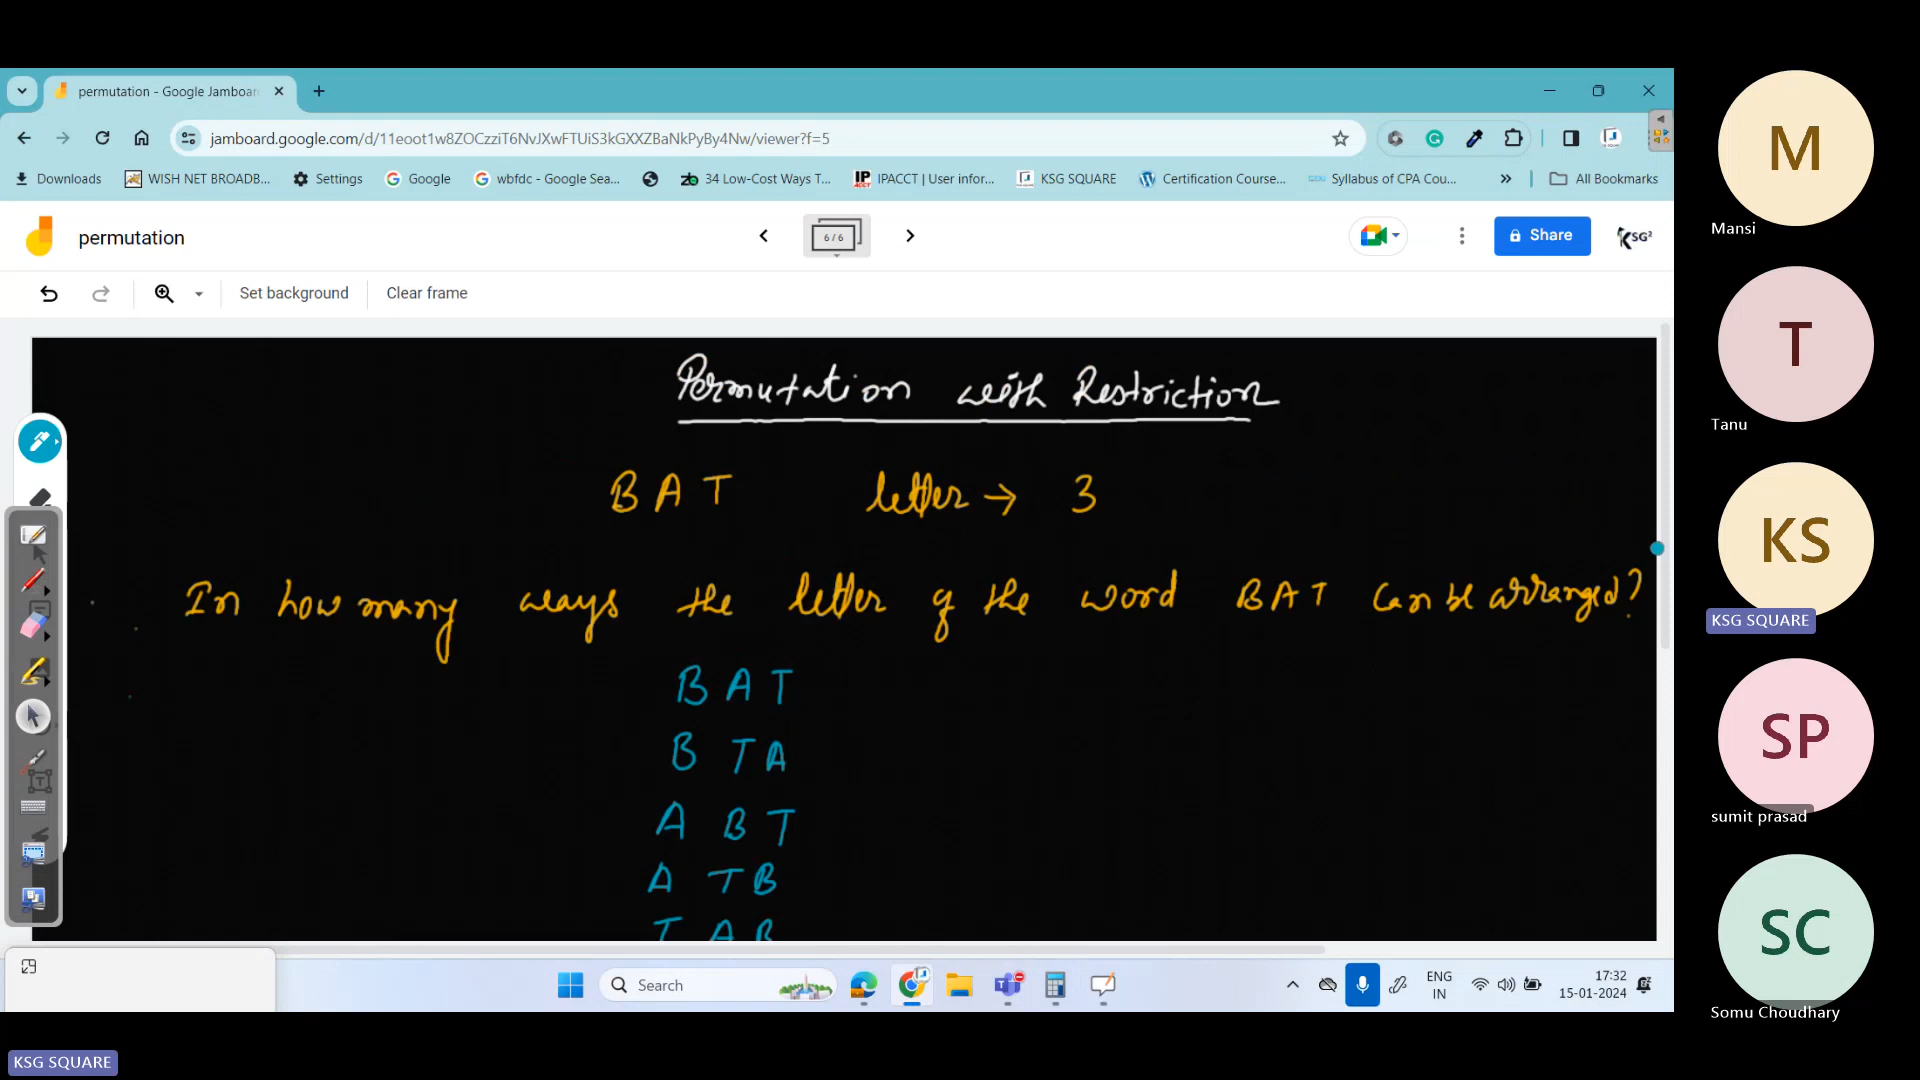 permutation - Google Jamboar
jamboard.google.com/d/11eoot1w8ZOCzziT6NvJXwFTUiS3kGXXZBaNkPyBy4Nw/viewer?f=5
Downloads WISH NET BROADB... Settings Google wbfdc - Google Sea... 34 Low-Cost Ways T... IPACCT | User infor... KSG SQUARE Certification Course... Syllabus of CPA Cou... » All Bookmarks
permutation
6 / 6
Share
KSG²
Set background Clear frame
Permutation with Restriction
B A T letter → 3
In how many ways the letter of the word BAT can be arranged?
B A T
B T A
A B T
A T B
T A B
Search
ENG
IN
17:32
15-01-2024
M
Mansi
T
Tanu
KS
KSG SQUARE
SP
sumit prasad
SC
Somu Choudhary
KSG SQUARE